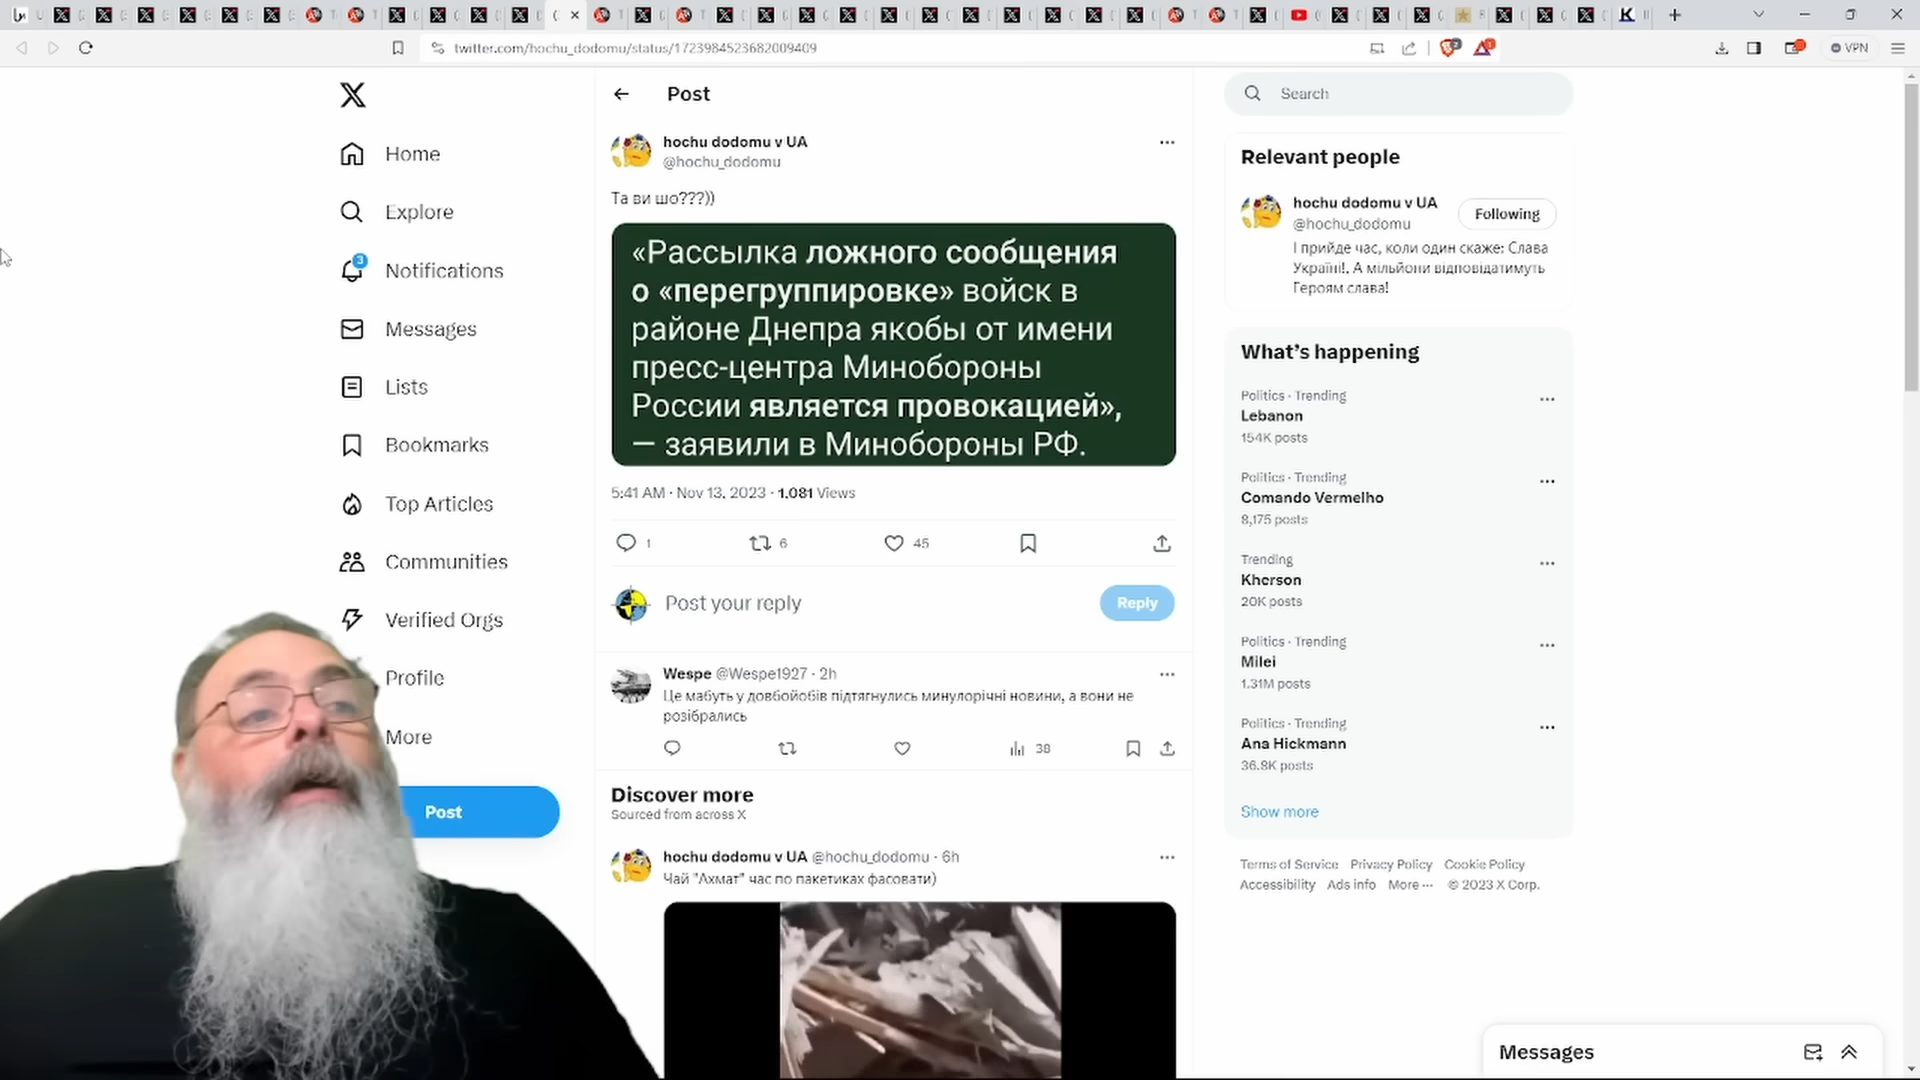 twitter.com/hochu_dodomu/status/1723984523682009409
VPN
Home
Explore
3
Notifications
Messages
Lists
Bookmarks
Top Articles
Communities
Verified Orgs
Profile
More
Post
Post
hochu dodomu v UA
@hochu_dodomu
Та ви шо???))
«Рассылка ложного сообщения
о «перегруппировке» войск в
районе Днепра якобы от имени
пресс-центра Минобороны
России является провокацией»,
— заявили в Минобороны РФ.
5:41 AM · Nov 13, 2023 · 1,081 Views
1
6
45
Post your reply
Reply
Wespe @Wespe1927 · 2h
Це мабуть у довбойобів підтягнулись минулорічні новини, а вони не
розібрались
38
Discover more
Sourced from across X
hochu dodomu v UA @hochu_dodomu · 6h
Чай "Ахмат" час по пакетиках фасовати)
Search
Relevant people
hochu dodomu v UA
@hochu_dodomu
Following
І прийде час, коли один скаже: Слава
Україні!, А мільйони відповідатимуть
Героям слава!
What's happening
Politics · Trending
Lebanon
154K posts
Politics · Trending
Comando Vermelho
8,175 posts
Trending
Kherson
20K posts
Politics · Trending
Milei
1.31M posts
Politics · Trending
Ana Hickmann
36.8K posts
Show more
Terms of Service Privacy Policy Cookie Policy
Accessibility Ads info More ··· © 2023 X Corp.
Messages